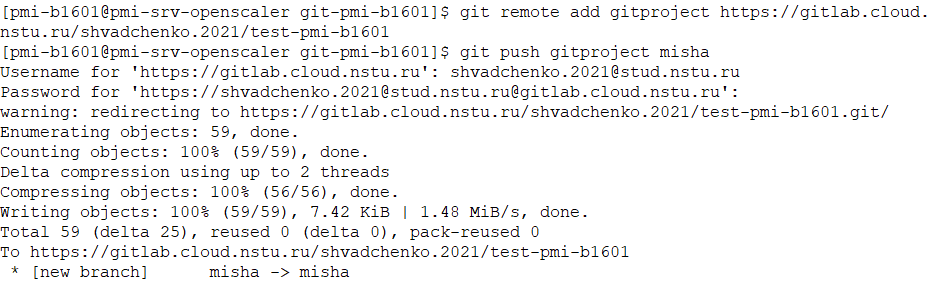 [pmi-b1601@pmi-srv-openscaler git-pmi-b1601]$ git remote add gitproject https://gitlab.cloud.
nstu.ru/shvadchenko.2021/test-pmi-b1601
[pmi-b1601@pmi-srv-openscaler git-pmi-b1601]$ git push gitproject misha
Username for 'https://gitlab.cloud.nstu.ru': shvadchenko.2021@stud.nstu.ru
Password for 'https://shvadchenko.2021@stud.nstu.ru@gitlab.cloud.nstu.ru':
warning: redirecting to https://gitlab.cloud.nstu.ru/shvadchenko.2021/test-pmi-b1601.git/
Enumerating objects: 59, done.
Counting objects: 100% (59/59), done.
Delta compression using up to 2 threads
Compressing objects: 100% (56/56), done.
Writing objects: 100% (59/59), 7.42 KiB | 1.48 MiB/s, done.
Total 59 (delta 25), reused 0 (delta 0), pack-reused 0
To https://gitlab.cloud.nstu.ru/shvadchenko.2021/test-pmi-b1601
 * [new branch]      misha -> misha